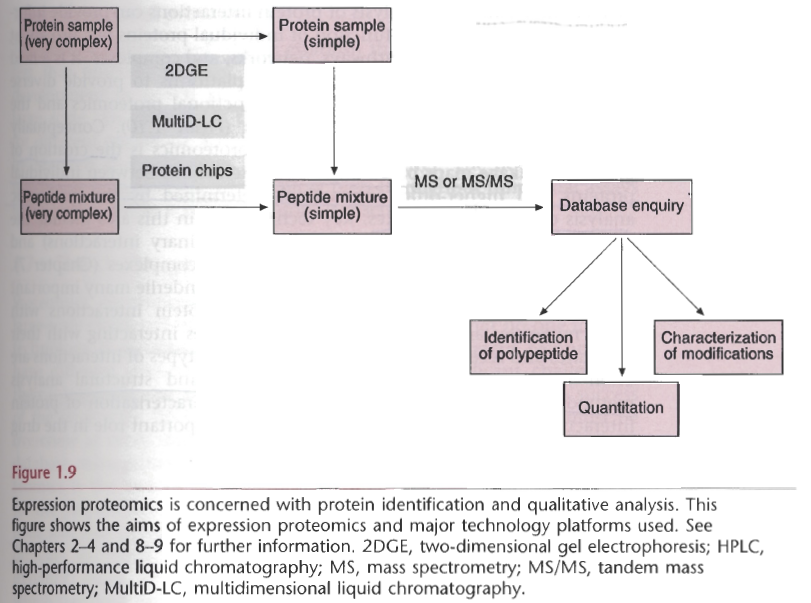 Protein sample
(very complex)
Protein sample
(simple)
2DGE
MultiD-LC
Protein chips
Peptide mixture
(very complex)
Peptide mixture
(simple)
MS or MS/MS
Database enquiry
Identification
of polypeptide
Characterization
of modifications
Quantitation
Figure 1.9
Expression proteomics is concerned with protein identification and qualitative analysis. This
figure shows the aims of expression proteomics and major technology platforms used. See
Chapters 2–4 and 8–9 for further information. 2DGE, two-dimensional gel electrophoresis; HPLC,
high-performance liquid chromatography; MS, mass spectrometry; MS/MS, tandem mass
spectrometry; MultiD-LC, multidimensional liquid chromatography.